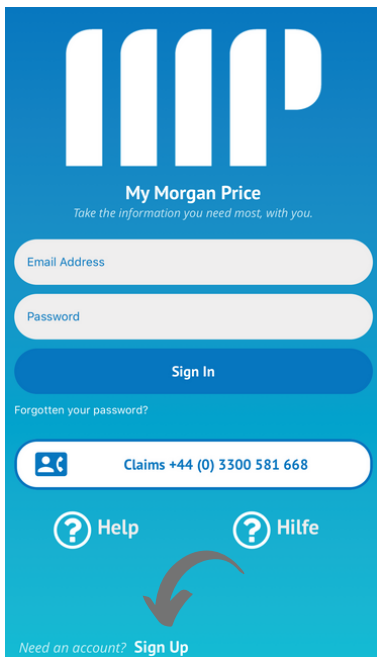 MP
My Morgan Price
Take the information you need most, with you.
Email Address
Password
Sign In
Forgotten your password?
Claims +44 (0) 3300 581 668
? Help
? Hilfe
Need an account? Sign Up